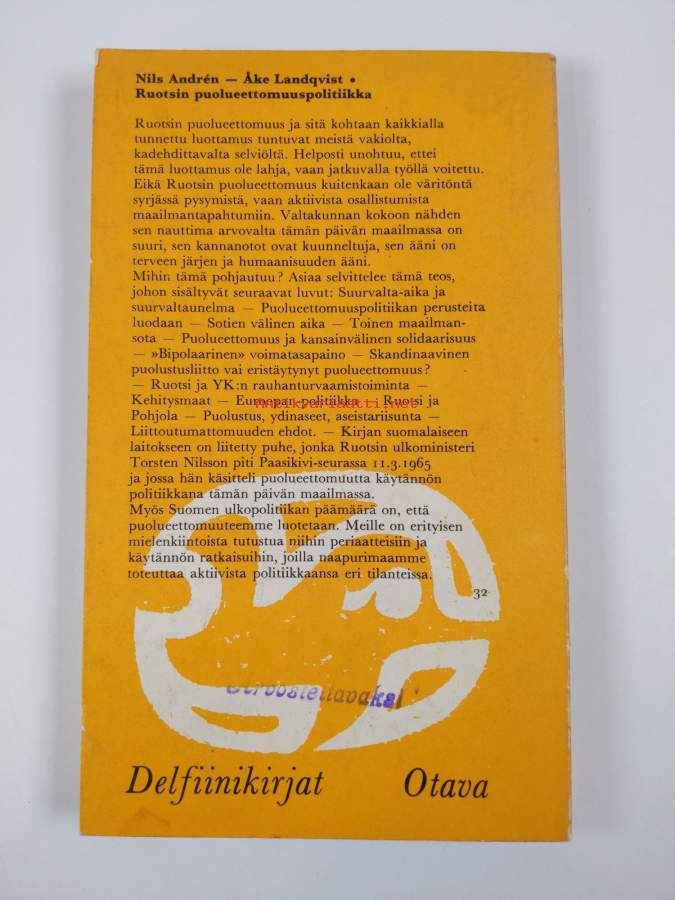 Nils Andrén — Åke Landqvist •
Ruotsin puolueettomuuspolitiikka
Ruotsin puolueettomuus ja sitä kohtaan kaikkialla
tunnettu luottamus tuntuvat meistä vakiolta,
kadehdittavalta selviöltä. Helposti unohtuu, ettei
tämä luottamus ole lahja, vaan jatkuvalla työllä voitettu.
Eikä Ruotsin puolueettomuus kuitenkaan ole väritöntä
syrjässä pysymistä, vaan aktiivista osallistumista
maailmantapahtumiin. Valtakunnan kokoon nähden
sen nauttima arvovalta tämän päivän maailmassa on
suuri, sen kannanotot ovat kuunneltuja, sen ääni on
terveen järjen ja humaanisuuden ääni.
Mihin tämä pohjautuu? Asiaa selvittelee tämä teos,
johon sisältyvät seuraavat luvut: Suurvalta-aika ja
suurvaltaunelma — Puolueettomuuspolitiikan perusteita
luodaan — Sotien välinen aika — Toinen maailman-
sota — Puolueettomuus ja kansainvälinen solidaarisuus
— »Bipolaarinen» voimatasapaino — Skandinaavinen
puolustusliitto vai eristäytynyt puolueettomuus?
— Ruotsi ja YK:n rauhanturvaamistoiminta —
Kehitysmaat — Euroopan-politiikka — Ruotsi ja
Antikvariaatti.net
Pohjola — Puolustus, ydinaseet, aseistariisunta —
Liittoutumattomuuden ehdot. — Kirjan suomalaiseen
laitokseen on liitetty puhe, jonka Ruotsin ulkoministeri
Torsten Nilsson piti Paasikivi-seurassa 11.3.1965
ja jossa hän käsitteli puolueettomuutta käytännön
politiikkana tämän päivän maailmassa.
Myös Suomen ulkopolitiikan päämäärä on, että
puolueettomuuteemme luotetaan. Meille on erityisen
mielenkiintoista tutustua niihin periaatteisiin ja
käytännön ratkaisuihin, joilla naapurimaamme
toteuttaa aktiivista politiikkaansa eri tilanteissa.
32
Arvosteltavaksi
Delfiinikirjat Otava